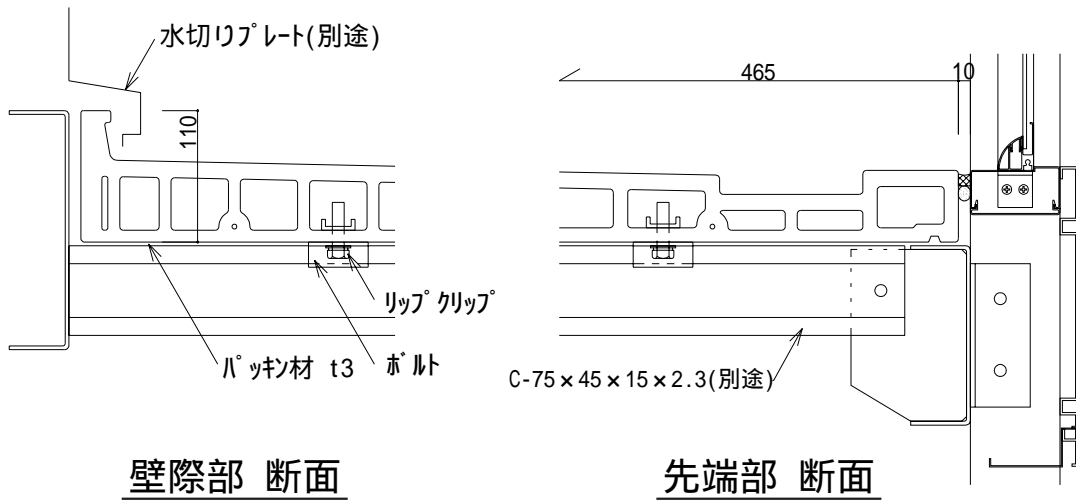 水切りプレート(別途)
110
リップクリップ
パッキン材 t3
ボルト
壁際部 断面
465
10
C-75×45×15×2.3(別途)
先端部 断面